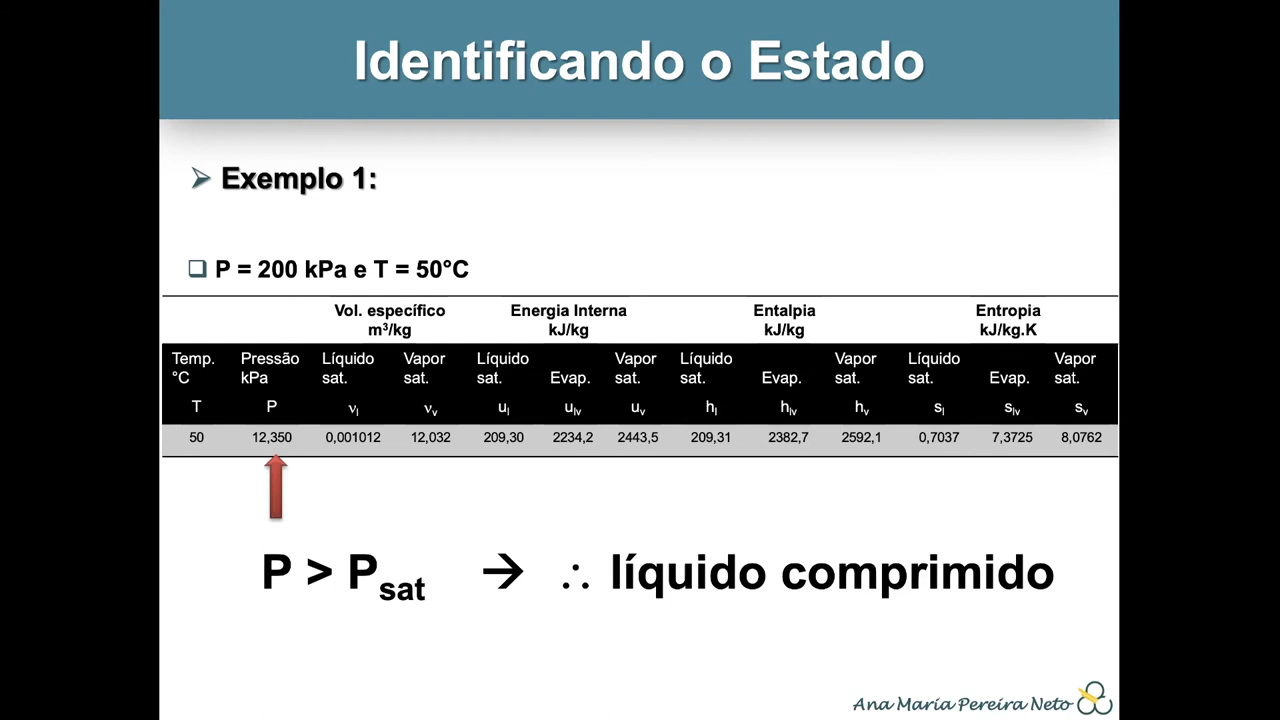 Identificando o Estado
Exemplo 1:
P = 200 kPa e T = 50°C
Vol. específico Energia Interna Entalpia Entropia
m³/kg kJ/kg kJ/kg kJ/kg.K
Temp. Pressão Líquido Vapor Líquido Vapor Líquido Vapor Líquido Vapor
°C kPa sat. sat. sat. Evap. sat. sat. Evap. sat. sat. Evap. sat.
T P νl νv ul ulv uv hl hlv hv sl slv sv
50 12,350 0,001012 12,032 209,30 2234,2 2443,5 209,31 2382,7 2592,1 0,7037 7,3725 8,0762
P > Psat → ∴ líquido comprimido
Ana Maria Pereira Neto